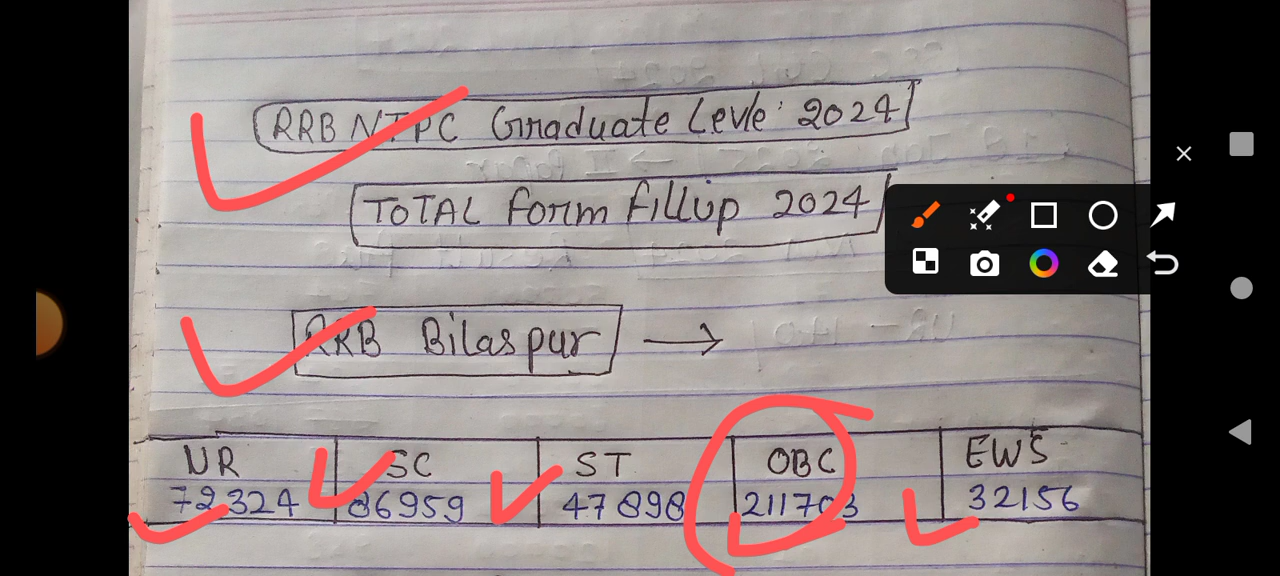 RRB NTPC Graduate Levle: 2024
TOTAL form fillup 2024
RRB Bilaspur →
UR SC ST OBC EWS
72324 86959 47898 211703 32156